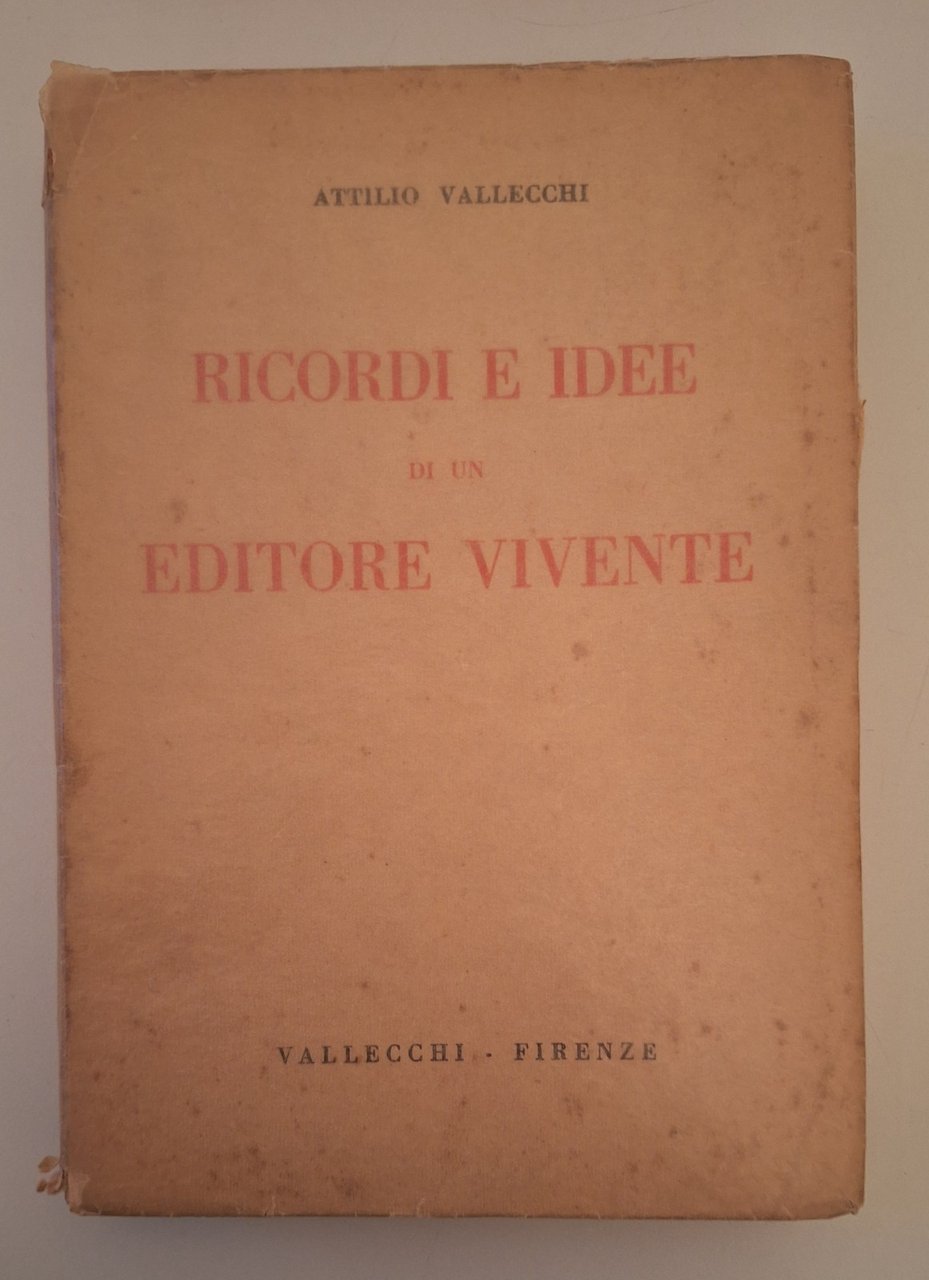 ATTILIO VALLECCHI
RICORDI E IDEE
DI UN
EDITORE VIVENTE
VALLECCHI - FIRENZE